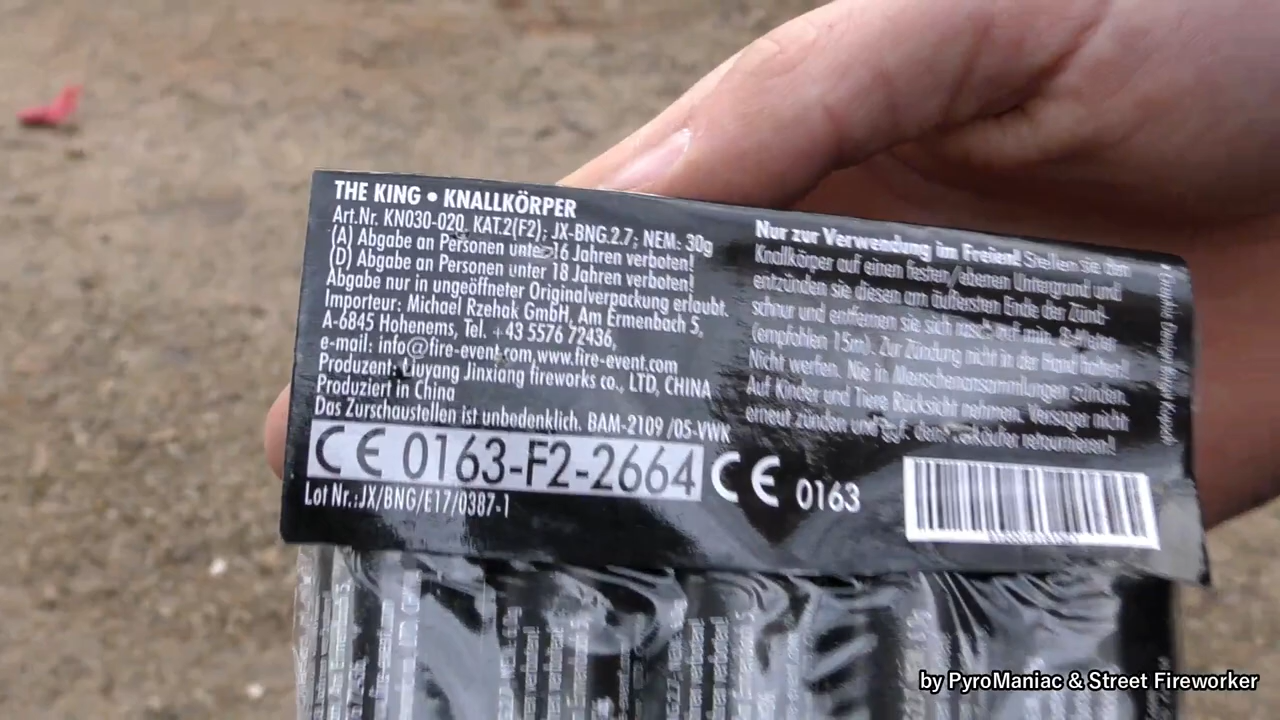 THE KING • KNALLKÖRPER
Art.Nr. KN030-020. KAT.2(F2); JX-BNG.2.7; NEM: 30g
(A) Abgabe an Personen unter 16 Jahren verboten!
(D) Abgabe an Personen unter 18 Jahren verboten!
Abgabe nur in ungeöffneter Originalverpackung erlaubt.
Importeur: Michael Rzehak GmbH, Am Ermenbach 5,
A-6845 Hohenems, Tel. +43 5576 72436,
e-mail: info@fire-event.com,www.fire-event.com
Produzent: Liuyang Jinxiang fireworks co., LTD, CHINA
Produziert in China
Das Zurschaustellen ist unbedenklich. BAM-2109 /05-VWK
CE 0163-F2-2664
CE 0163
Lot Nr.:JX/BNG/E17/0387-1
Nur zur Verwendung im Freien! Stellen sie den
Knallkörper auf einen festen/ebenen Untergrund und
entzünden sie diesen am äußersten Ende der Zünd-
schnur und entfernen sie sich rasch auf min. 8 Meter
(empfohlen 15m). Zur Zündung nicht in der Hand halten!
Nicht werfen. Nie in Menschenansammlungen zünden.
Auf Kinder und Tiere Rücksicht nehmen. Versager nicht
erneut zünden und ggf. dem Verkäufer retournieren!
by PyroManiac & Street Fireworker